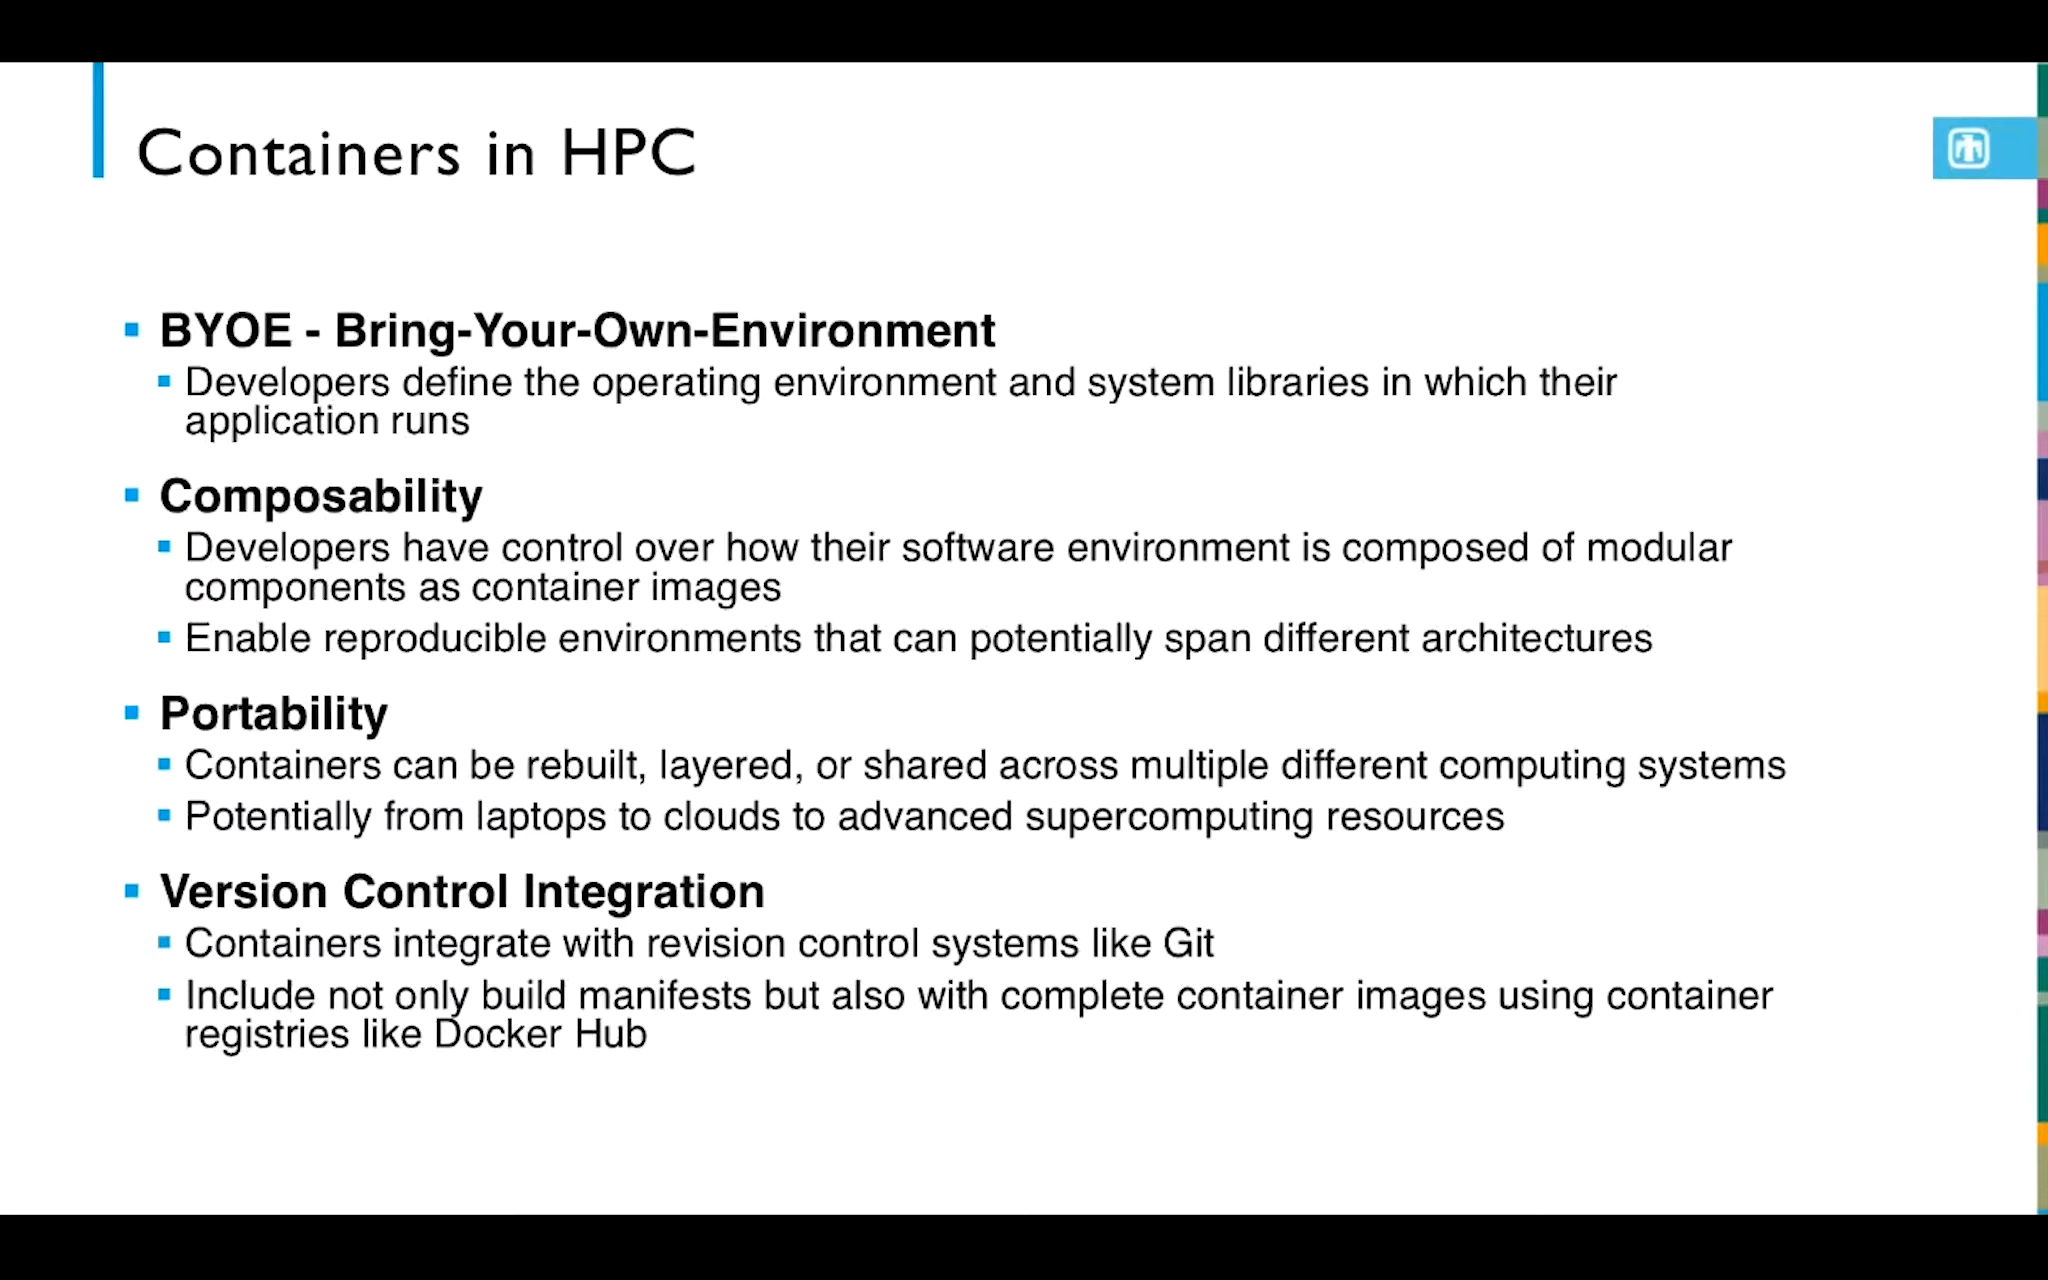 Containers in HPC
BYOE - Bring-Your-Own-Environment
Developers define the operating environment and system libraries in which their
application runs
Composability
Developers have control over how their software environment is composed of modular
components as container images
Enable reproducible environments that can potentially span different architectures
Portability
Containers can be rebuilt, layered, or shared across multiple different computing systems
Potentially from laptops to clouds to advanced supercomputing resources
Version Control Integration
Containers integrate with revision control systems like Git
Include not only build manifests but also with complete container images using container
registries like Docker Hub